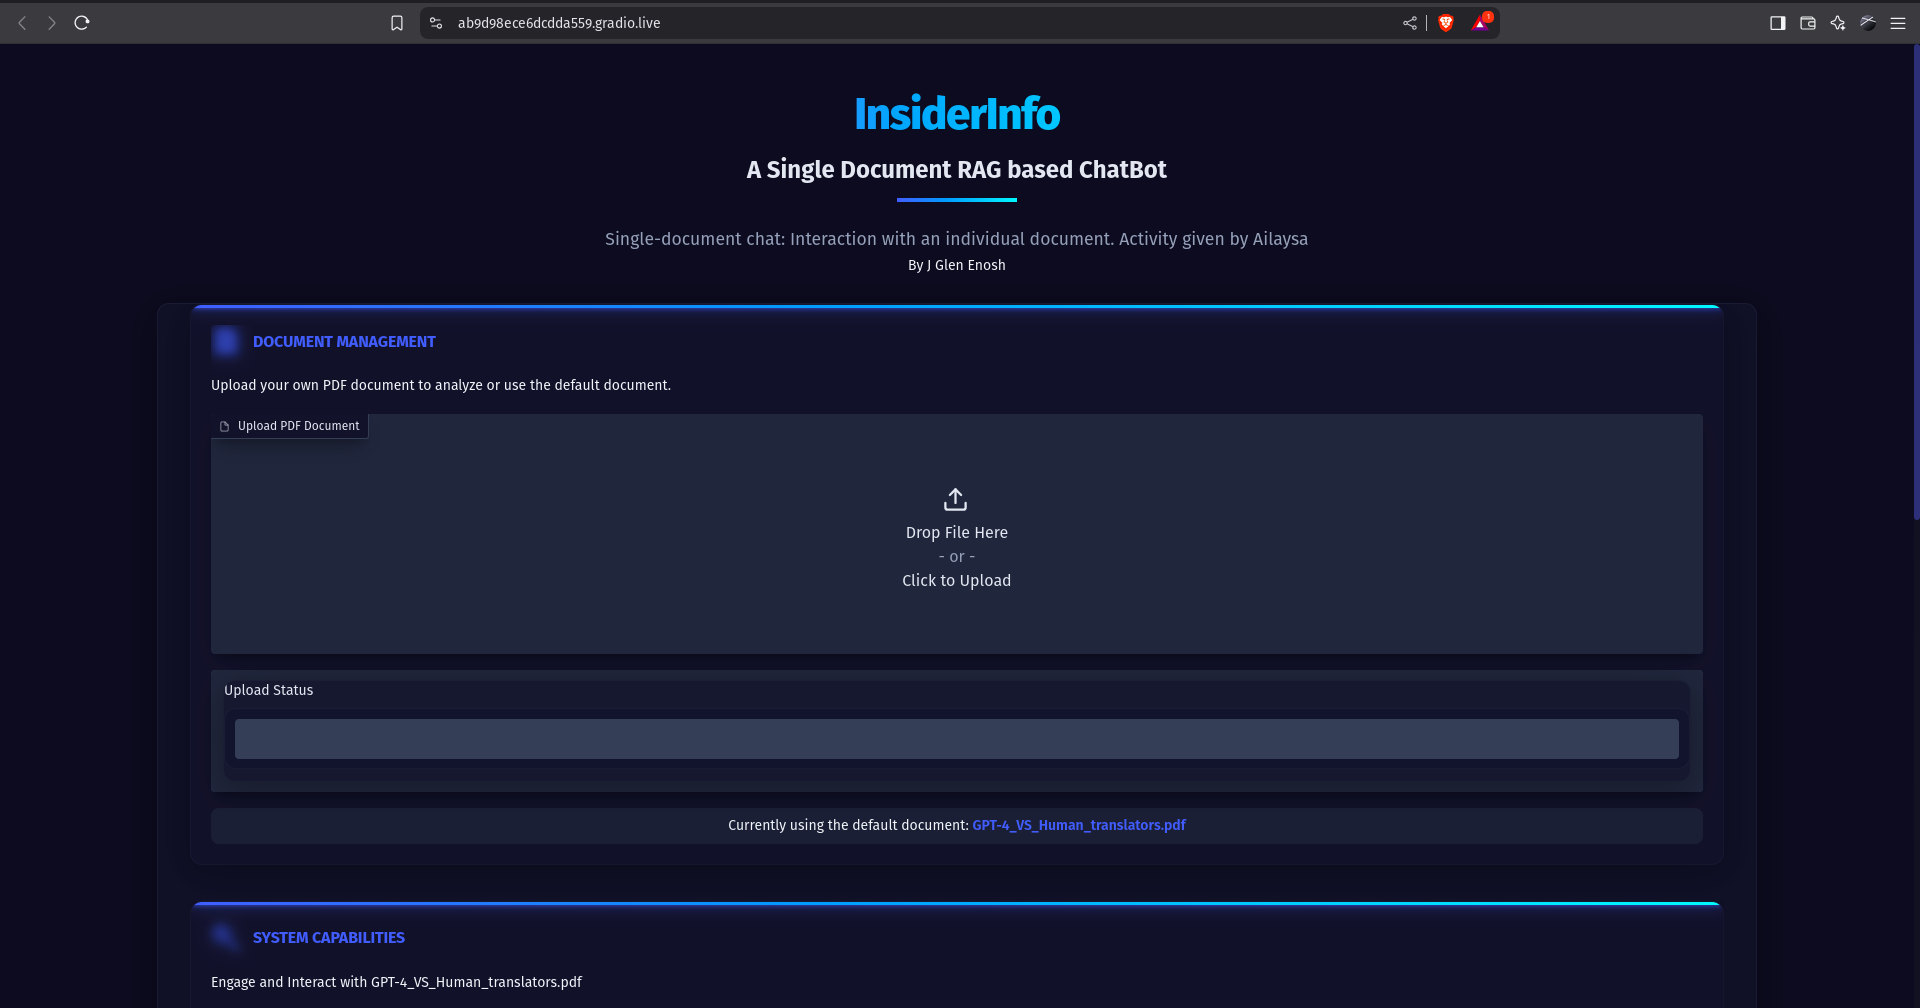 ab9d98ece6dcdda559.gradio.live
1
InsiderInfo
A Single Document RAG based ChatBot
Single-document chat: Interaction with an individual document. Activity given by Ailaysa
By J Glen Enosh
DOCUMENT MANAGEMENT
Upload your own PDF document to analyze or use the default document.
Upload PDF Document
Drop File Here
- or -
Click to Upload
Upload Status
Currently using the default document: GPT-4_VS_Human_translators.pdf
SYSTEM CAPABILITIES
Engage and Interact with GPT-4_VS_Human_translators.pdf